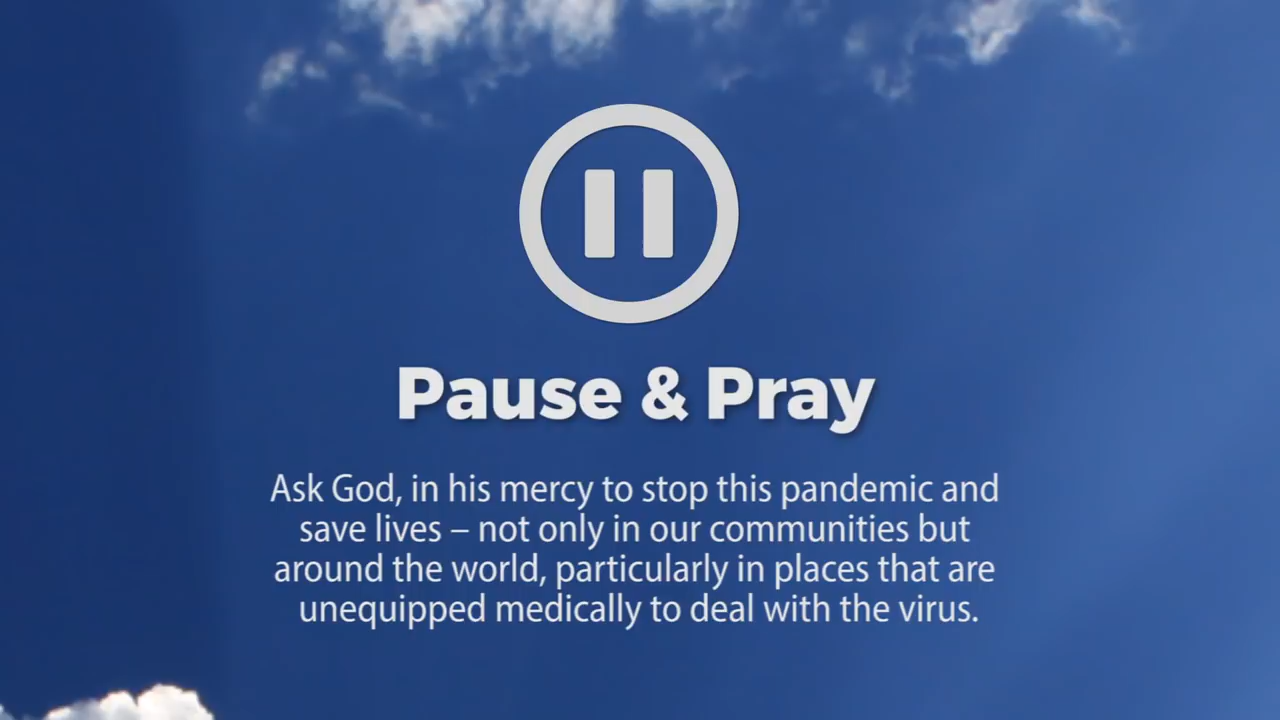 Pause & Pray
Ask God, in his mercy to stop this pandemic and
save lives – not only in our communities but
around the world, particularly in places that are
unequipped medically to deal with the virus.